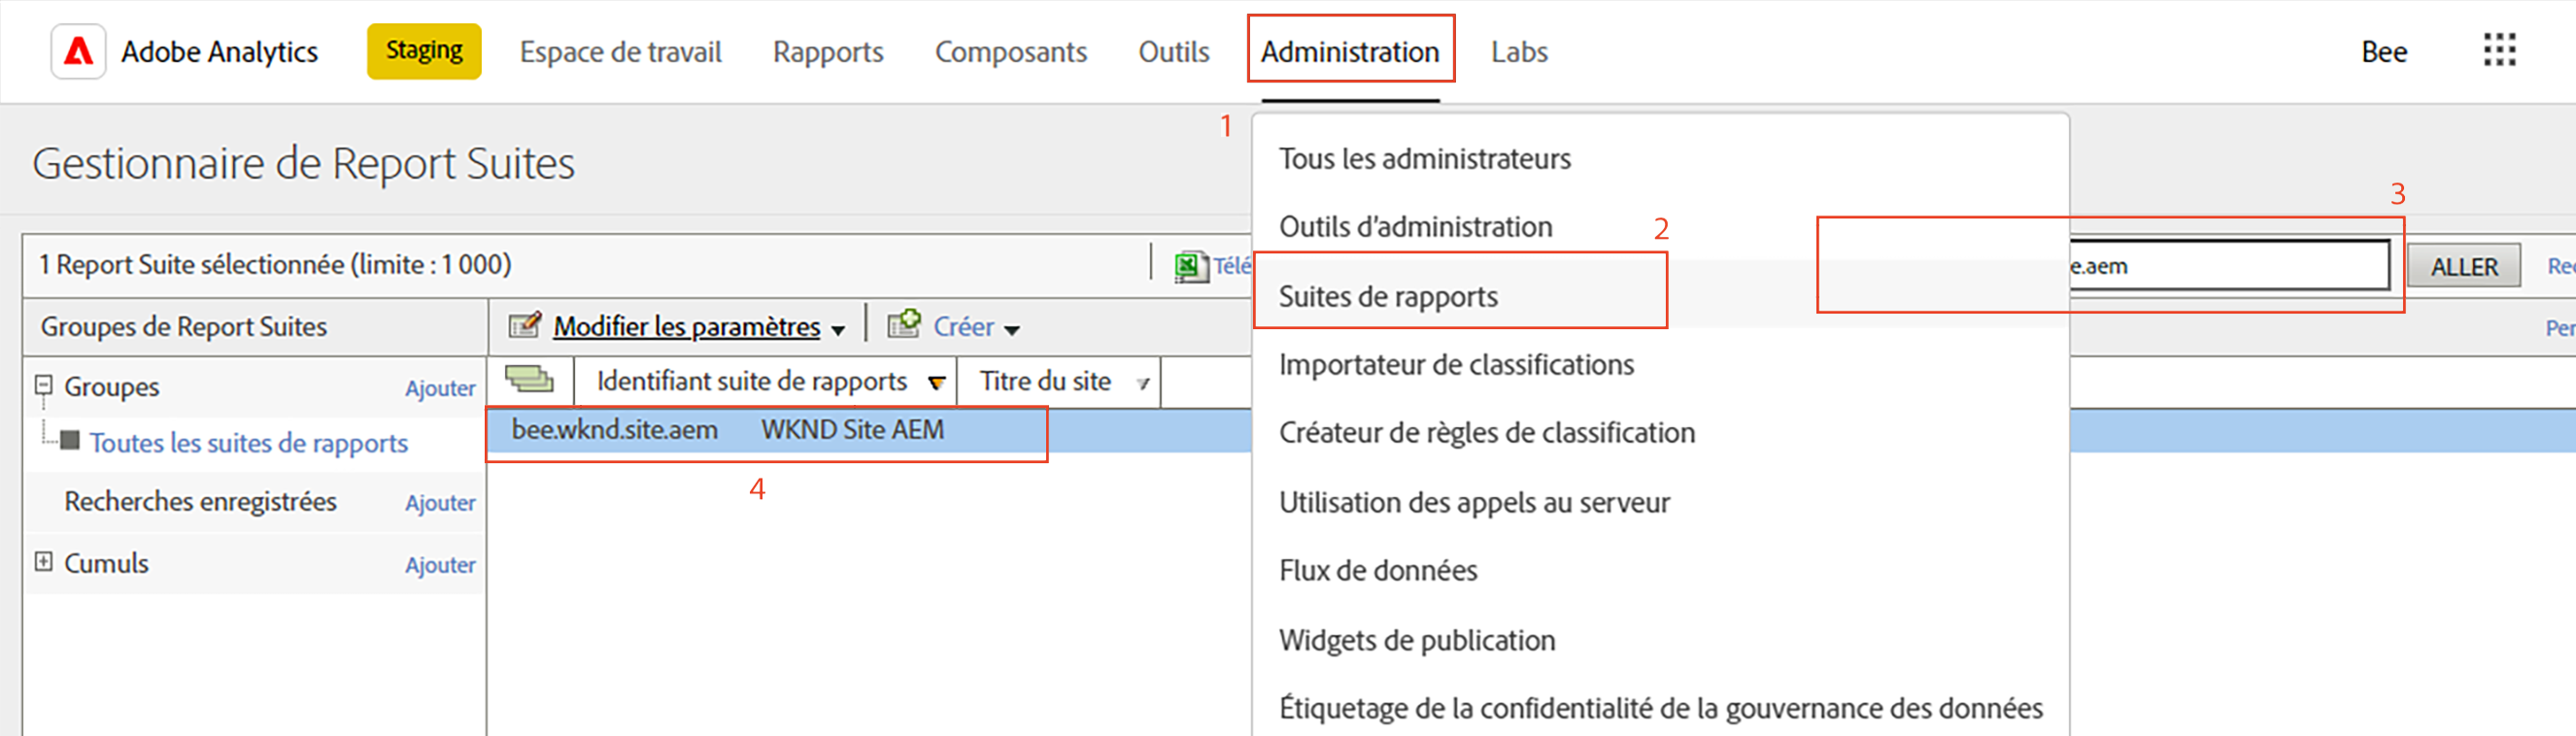 Adobe Analytics Staging Espace de travail Rapports Composants Outils Administration Labs Bee
1
Gestionnaire de Report Suites
Tous les administrateurs
Outils d'administration
2
3
1 Report Suite sélectionnée (limite : 1 000)
Télé
e.aem
ALLER
Rec
Suites de rapports
Groupes de Report Suites
Modifier les paramètres
Créer
Per
Importateur de classifications
Groupes Ajouter
Identifiant suite de rapports
Titre du site
bee.wknd.site.aem WKND Site AEM
4
Toutes les suites de rapports
Créateur de règles de classification
Recherches enregistrées Ajouter
Utilisation des appels au serveur
Cumuls Ajouter
Flux de données
Widgets de publication
Étiquetage de la confidentialité de la gouvernance des données